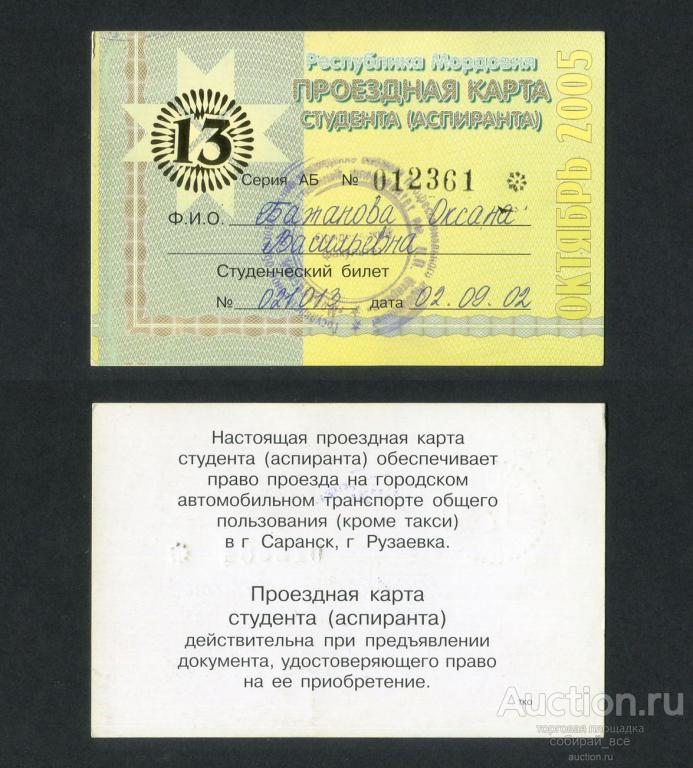 Республика Мордовия
ПРОЕЗДНАЯ КАРТА
СТУДЕНТА (АСПИРАНТА)
ОКТЯБРЬ 2005
13
Серия АБ № 012361
Ф.И.О. Бажанова Оксана
Васильевна
Студенческий билет
№ 021013 дата 02.09.02
Настоящая проездная карта
студента (аспиранта) обеспечивает
право проезда на городском
автомобильном транспорте общего
пользования (кроме такси)
в г Саранск, г Рузаевка.
Проездная карта
студента (аспиранта)
действительна при предъявлении
документа, удостоверяющего право
на ее приобретение.
Auction.ru
торговая площадка
собирай_всё
auction.ru